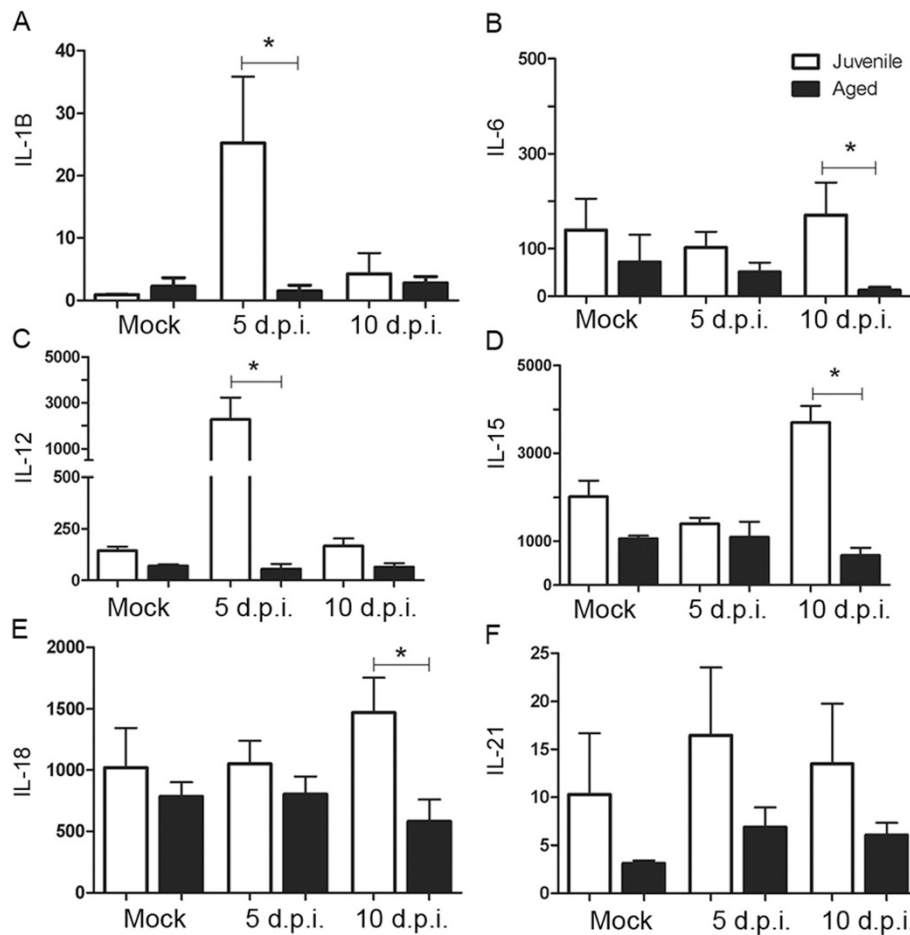 A
IL-1B
40
30
20
10
0
*
Mock
5 d.p.i.
10 d.p.i.
B
IL-6
500
300
100
0
*
Juvenile
Aged
Mock
5 d.p.i.
10 d.p.i.
C
IL-12
5000
3000
2000
1000
500
250
0
*
Mock
5 d.p.i.
10 d.p.i.
D
IL-15
5000
3000
1000
0
*
Mock
5 d.p.i.
10 d.p.i.
E
IL-18
2000
1500
1000
500
0
*
Mock
5 d.p.i.
10 d.p.i.
F
IL-21
25
20
15
10
5
0
Mock
5 d.p.i.
10 d.p.i